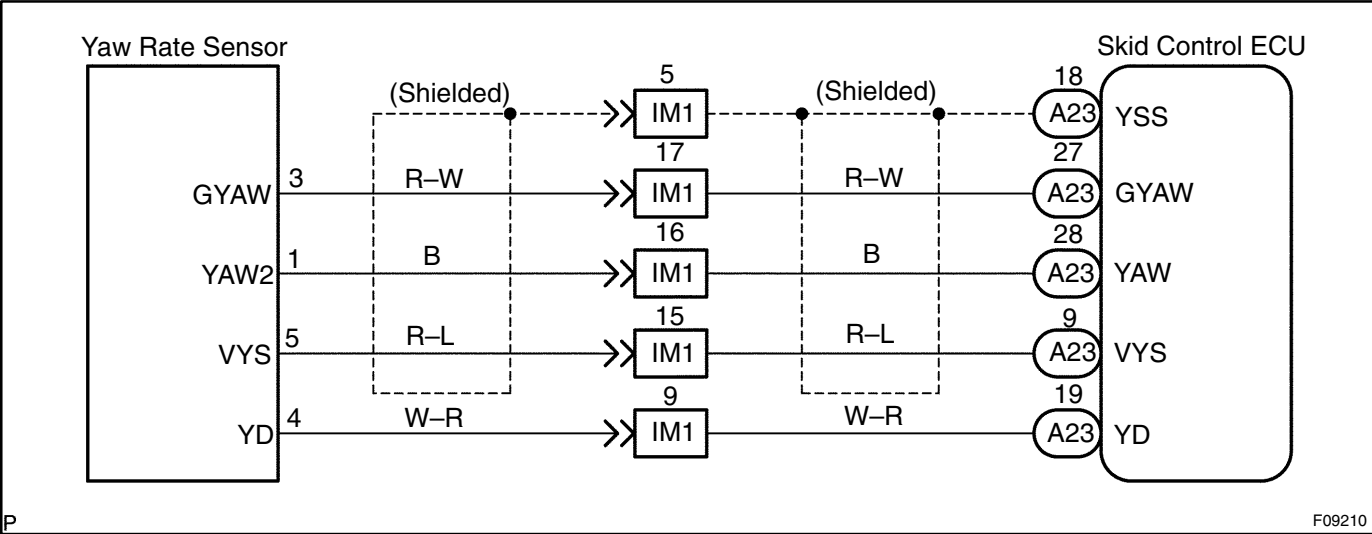 Yaw Rate Sensor
Skid Control ECU
(Shielded) 5 (Shielded) 18
IM1 A23 YSS
17 27
GYAW 3 R–W IM1 R–W A23 GYAW
16 28
YAW2 1 B IM1 B A23 YAW
15 9
VYS 5 R–L IM1 R–L A23 VYS
9 19
YD 4 W–R IM1 W–R A23 YD
P
F09210